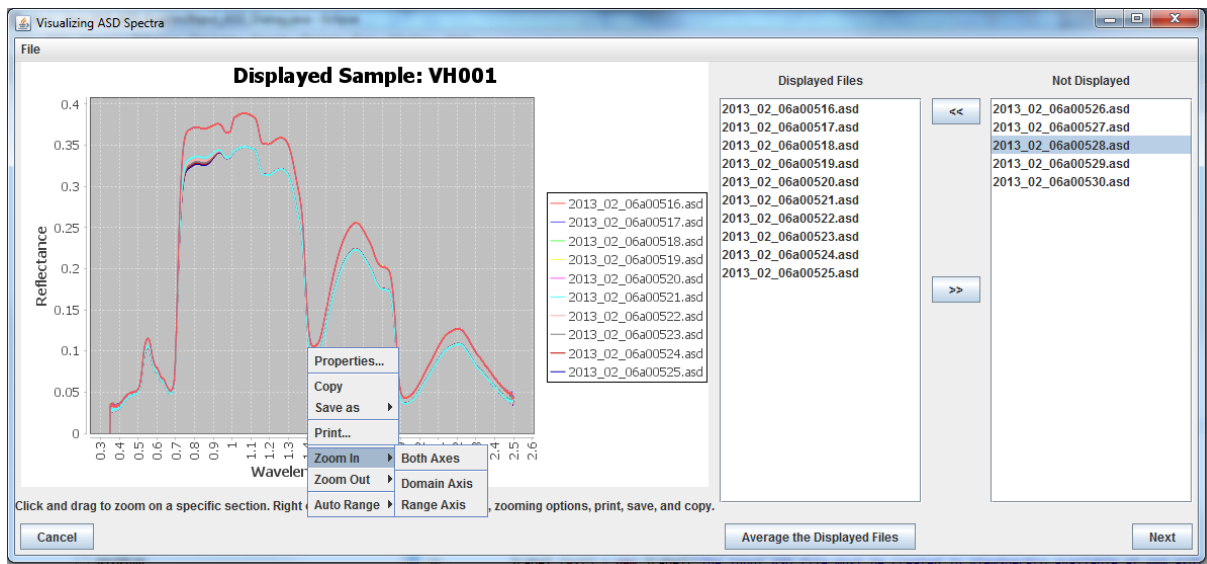 Visualizing ASD Spectra
File
Displayed Sample: VH001
Reflectance
0.4
0.35
0.3
0.25
0.2
0.15
0.1
0.05
0
0.3 0.4 0.5 0.6 0.7 0.8 0.9 1 1.1 1.2 1.3 2.4 2.5 2.6
2013_02_06a00516.asd
2013_02_06a00517.asd
2013_02_06a00518.asd
2013_02_06a00519.asd
2013_02_06a00520.asd
2013_02_06a00521.asd
2013_02_06a00522.asd
2013_02_06a00523.asd
2013_02_06a00524.asd
2013_02_06a00525.asd
Properties...
Copy
Save as
Print...
Zoom In
Zoom Out
Auto Range
Both Axes
Domain Axis
Range Axis
Click and drag to zoom on a specific section. Right , zooming options, print, save, and copy.
Cancel
Displayed Files
2013_02_06a00516.asd
2013_02_06a00517.asd
2013_02_06a00518.asd
2013_02_06a00519.asd
2013_02_06a00520.asd
2013_02_06a00521.asd
2013_02_06a00522.asd
2013_02_06a00523.asd
2013_02_06a00524.asd
2013_02_06a00525.asd
<<
>>
Not Displayed
2013_02_06a00526.asd
2013_02_06a00527.asd
2013_02_06a00528.asd
2013_02_06a00529.asd
2013_02_06a00530.asd
Average the Displayed Files
Next